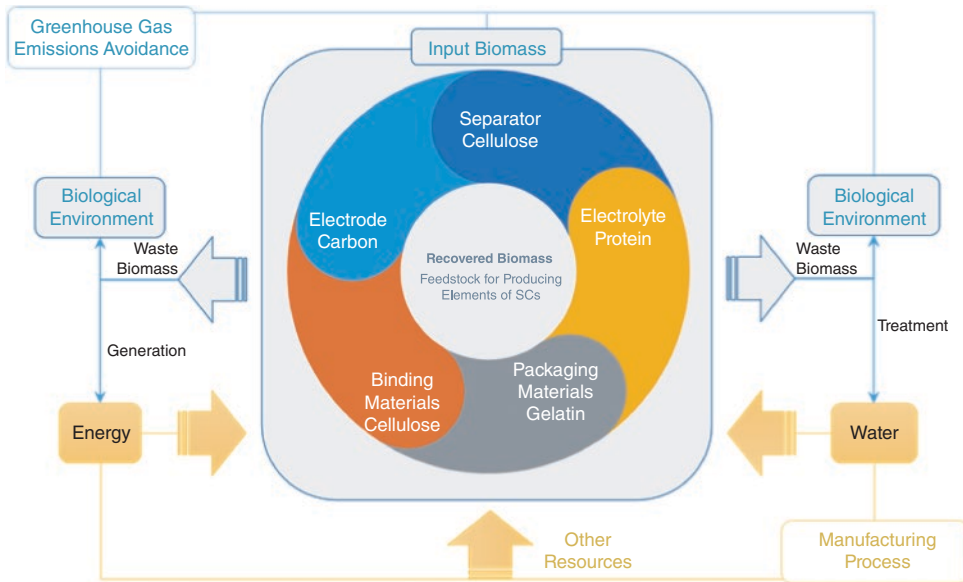 Greenhouse Gas
Emissions Avoidance
Input Biomass
Separator
Cellulose
Electrode
Carbon
Electrolyte
Protein
Recovered Biomass
Feedstock for Producing
Elements of SCs
Binding
Materials
Cellulose
Packaging
Materials
Gelatin
Biological
Environment
Waste
Biomass
Generation
Energy
Biological
Environment
Waste
Biomass
Treatment
Water
Other
Resources
Manufacturing
Process